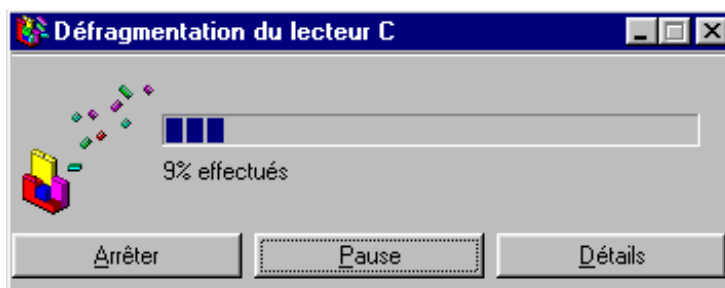 Défragmentation du lecteur C
9% effectués
Arrêter Pause Détails